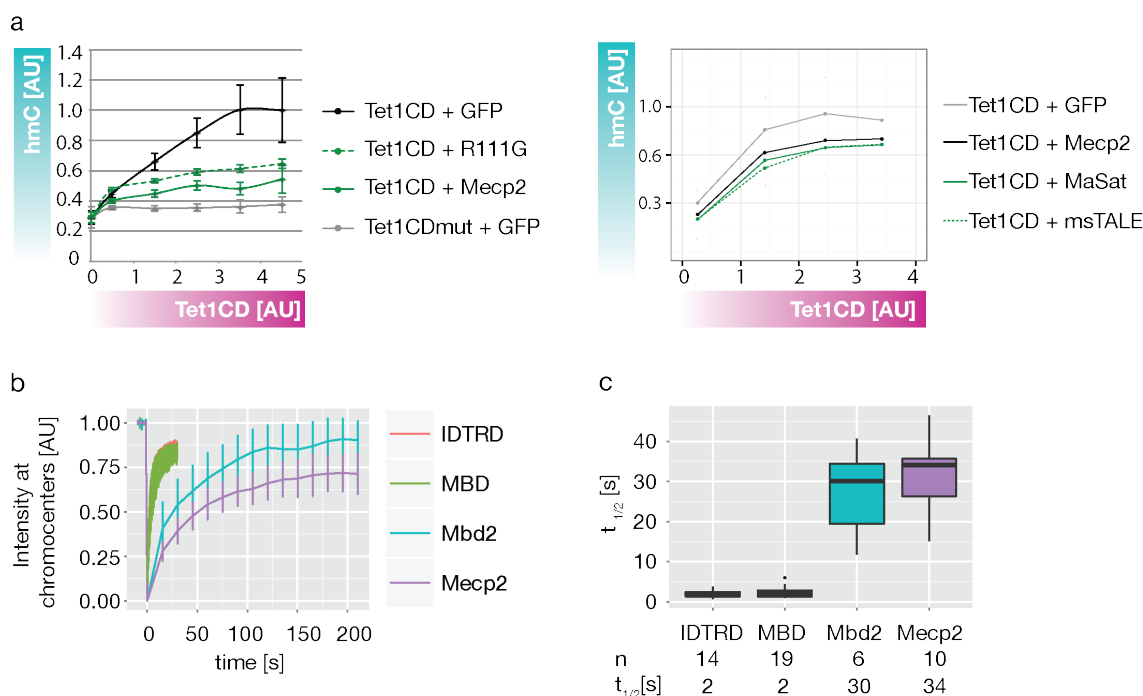 a
hmC [AU]
1.4
1.2
1.0
0.8
0.6
0.4
0.2
0
0 1 2 3 4 5
Tet1CD [AU]
Tet1CD + GFP
Tet1CD + R111G
Tet1CD + Mecp2
Tet1CDmut + GFP
hmC [AU]
1.0
0.6
0.3
0 1 2 3 4
Tet1CD [AU]
Tet1CD + GFP
Tet1CD + Mecp2
Tet1CD + MaSat
Tet1CD + msTALE
b
Intensity at
chromocenters [AU]
1.00
0.75
0.50
0.25
0.00
0 50 100 150 200
time [s]
IDTRD
MBD
Mbd2
Mecp2
c
t1/2 [s]
40
30
20
10
0
IDTRD MBD Mbd2 Mecp2
n 14 19 6 10
t1/2[s] 2 2 30 34